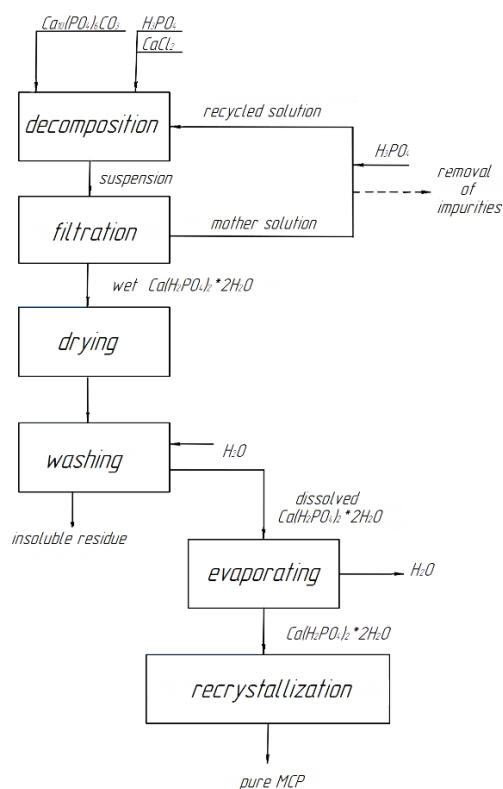 Ca₁₀(PO₄)₆CO₃
H₃PO₄
CaCl₂
decomposition
recycled solution
H₃PO₄
removal
of
impurities
suspension
filtration
mother solution
wet Ca(H₂PO₄)₂*2H₂O
drying
washing
H₂O
insoluble residue
dissolved
Ca(H₂PO₄)₂*2H₂O
evaporating
H₂O
Ca(H₂PO₄)₂*2H₂O
recrystallization
pure MCP